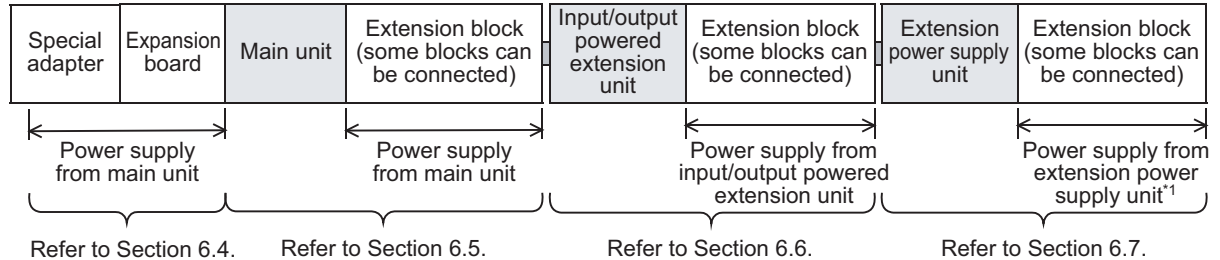 Special
adapter
Expansion
board
Main unit
Extension block
(some blocks can
be connected)
Input/output
powered
extension
unit
Extension block
(some blocks can
be connected)
Extension
power supply
unit
Extension block
(some blocks can
be connected)
Power supply
from main unit
Power supply
from main unit
Power supply from
input/output powered
extension unit
Power supply from
extension power
supply unit*1
Refer to Section 6.4.
Refer to Section 6.5.
Refer to Section 6.6.
Refer to Section 6.7.